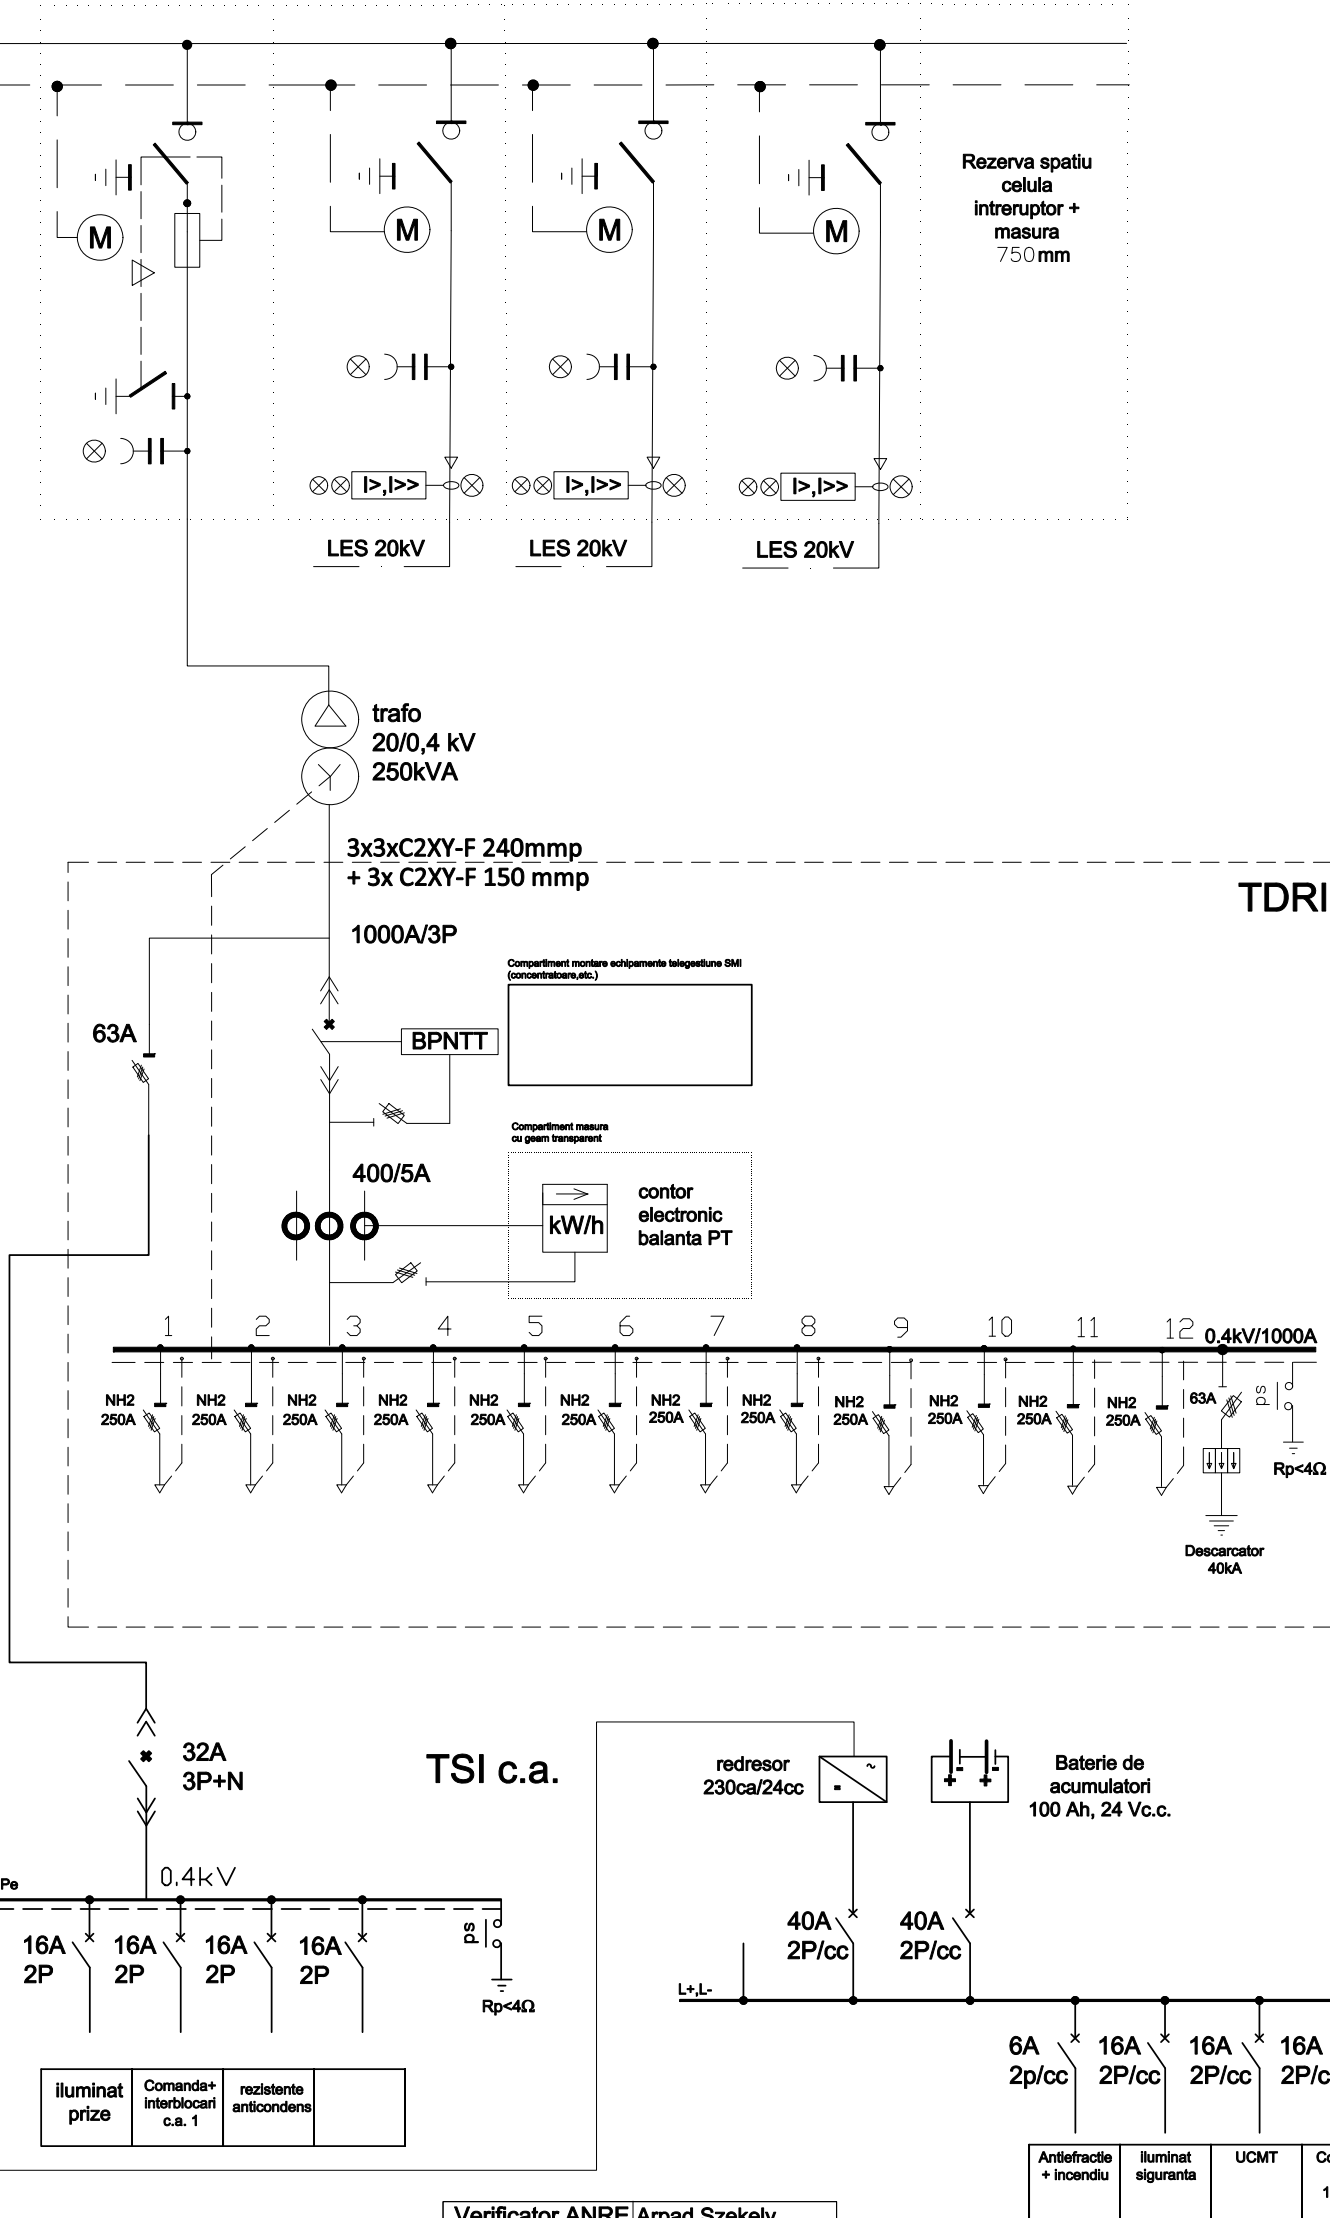 Rezerva spatiu
celula
intreruptor +
masura
750mm
M
M
M
M
I>,I>>
I>,I>>
I>,I>>
LES 20kV
LES 20kV
LES 20kV
trafo
20/0,4 kV
250kVA
3x3xC2XY-F 240mmp
+ 3x C2XY-F 150 mmp
TDRI
1000A/3P
Compartiment montare echipamente telegestiune SMI
(concentratoare,etc.)
63A
BPNTT
Compartiment masura
cu geam transparent
400/5A
kW/h
contor
electronic
balanta PT
1 2 3 4 5 6 7 8 9 10 11 12
0.4kV/1000A
NH2
250A
NH2
250A
NH2
250A
NH2
250A
NH2
250A
NH2
250A
NH2
250A
NH2
250A
NH2
250A
NH2
250A
NH2
250A
NH2
250A
63A
ps
Rp<4Ω
Descarcator
40kA
32A
3P+N
TSI c.a.
redresor
230ca/24cc
~
-
+ - + -
Baterie de
acumulatori
100 Ah, 24 Vc.c.
Pe
0.4kV
16A
2P
16A
2P
16A
2P
16A
2P
ps
Rp<4Ω
40A
2P/cc
40A
2P/cc
L+,L-
6A
2p/cc
16A
2P/cc
16A
2P/cc
16A
2P/c
iluminat
prize
Comanda+
interblocari
c.a. 1
rezistente
anticondens
Antiefractie
+ incendiu
iluminat
siguranta
UCMT
Co
1
Verificator ANRE Arpad Szekely